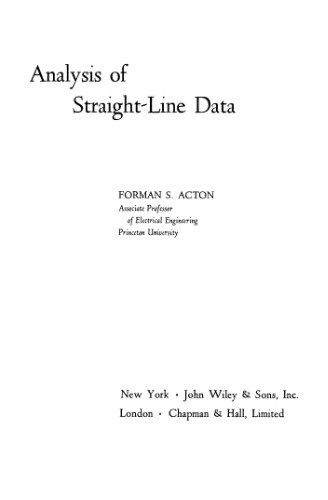 Analysis of
Straight-Line Data
FORMAN S. ACTON
Associate Professor
of Electrical Engineering
Princeton University
New York · John Wiley & Sons, Inc.
London · Chapman & Hall, Limited